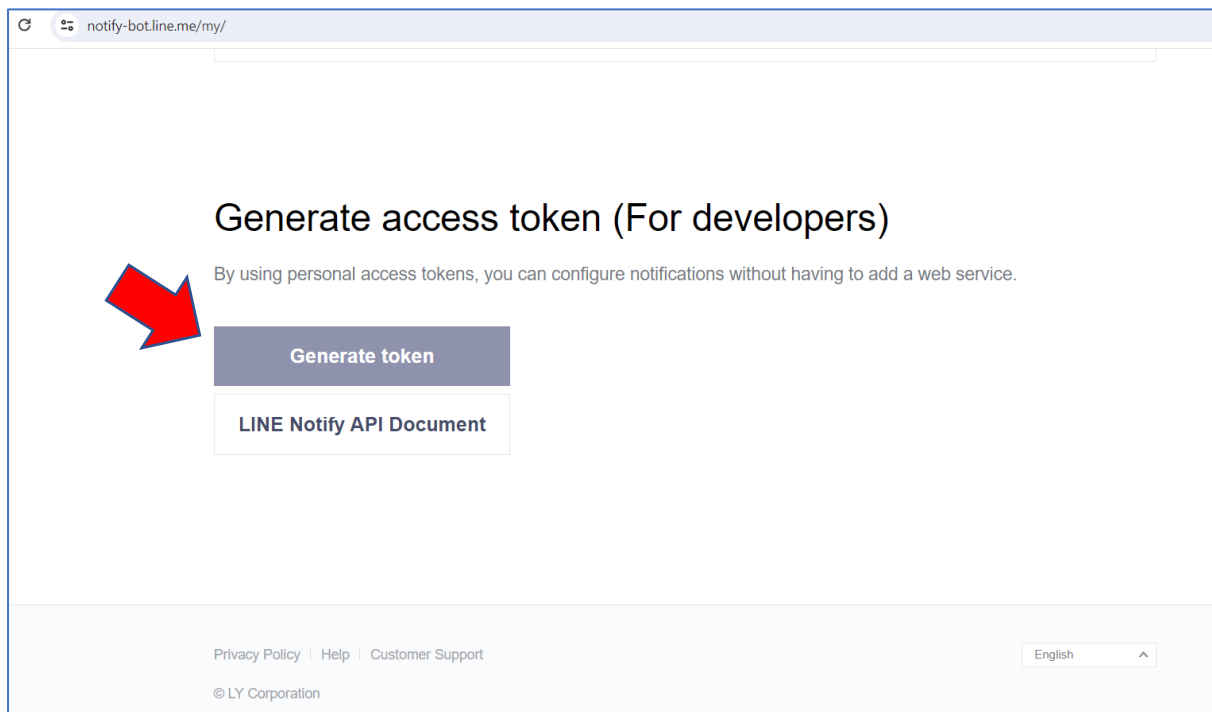 notify-bot.line.me/my/
Generate access token (For developers)
By using personal access tokens, you can configure notifications without having to add a web service.
Generate token
LINE Notify API Document
Privacy Policy | Help | Customer Support
English
© LY Corporation